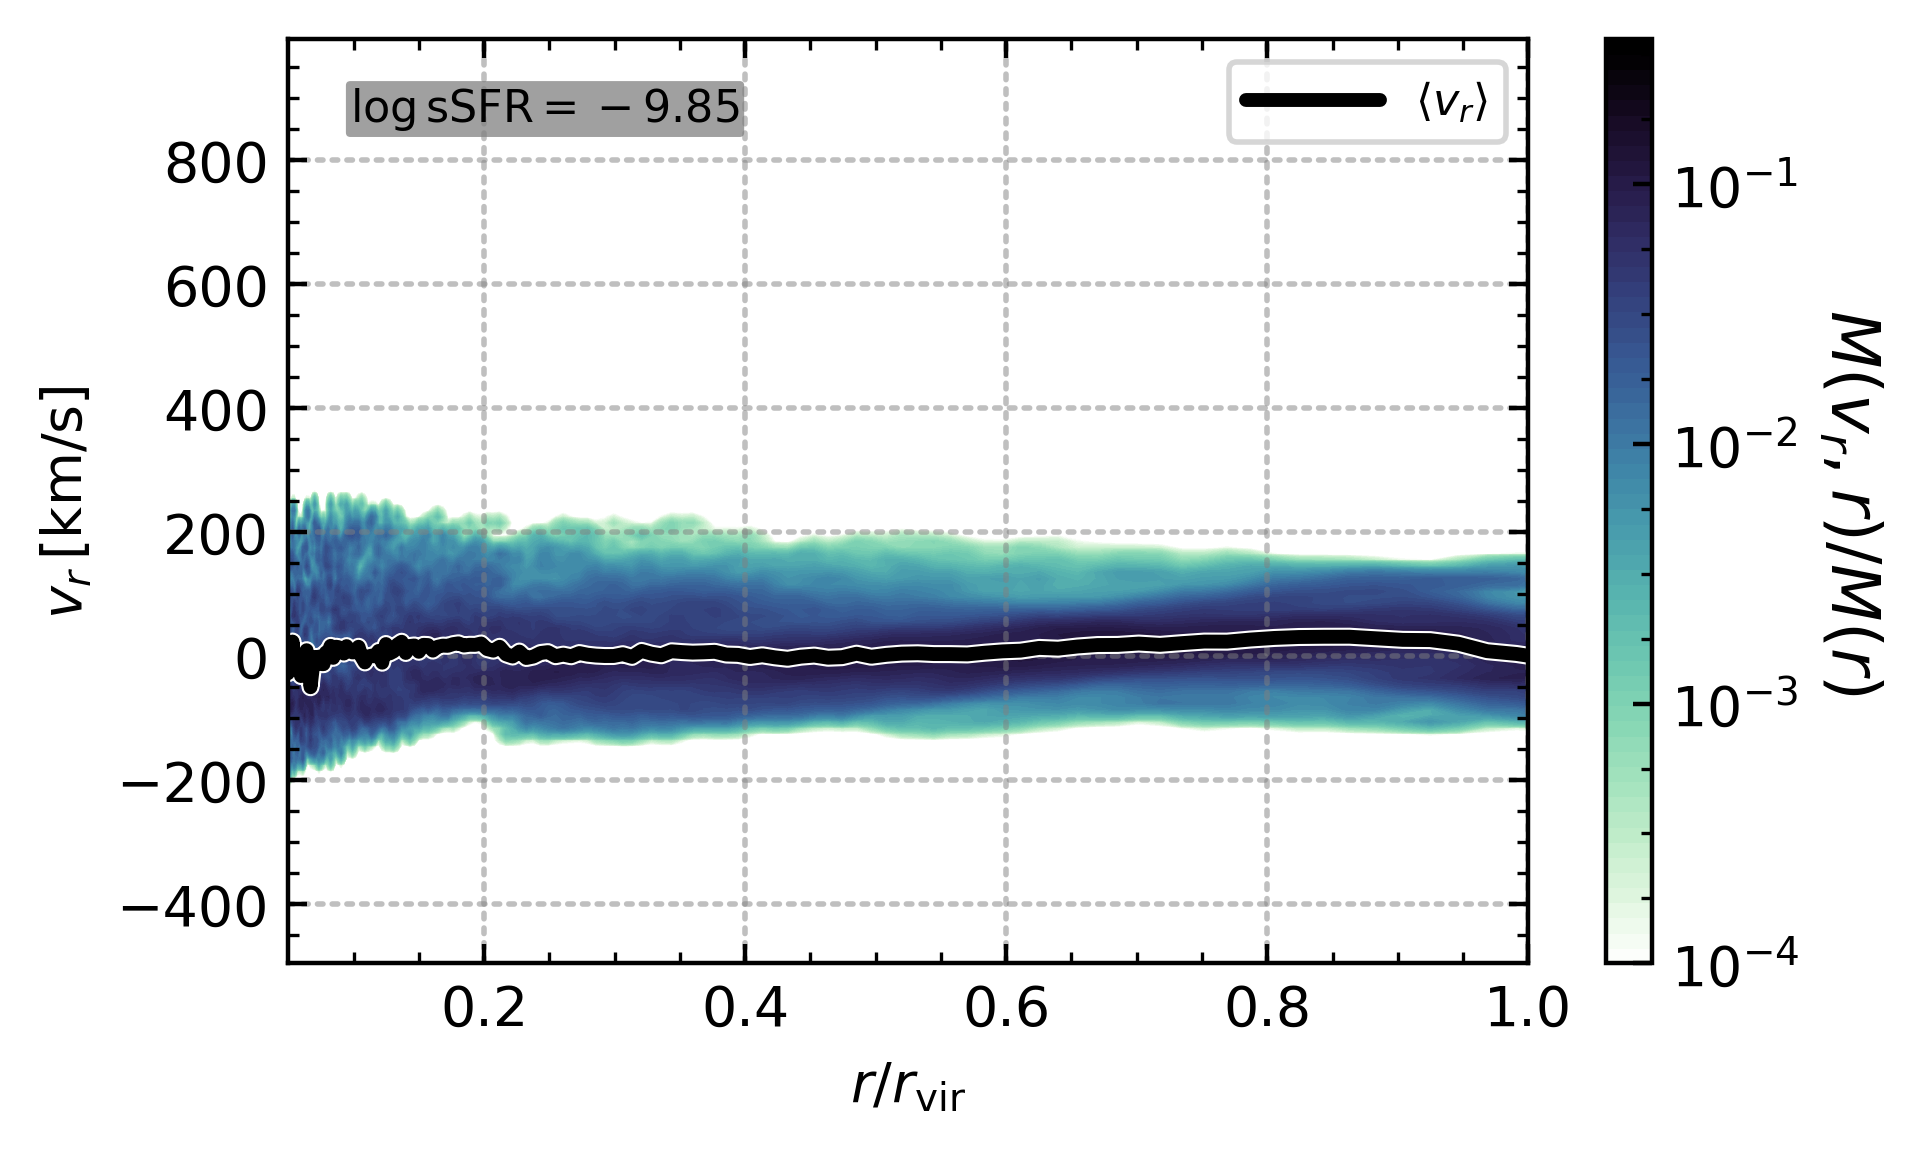 log sSFR = −9.85
⟨v_r⟩
800
600
400
200
0
−200
−400
v_r [km/s]
0.2 0.4 0.6 0.8 1.0
r/r_vir
10^−1
10^−2
10^−3
10^−4
M(v_r, r)/M(r)